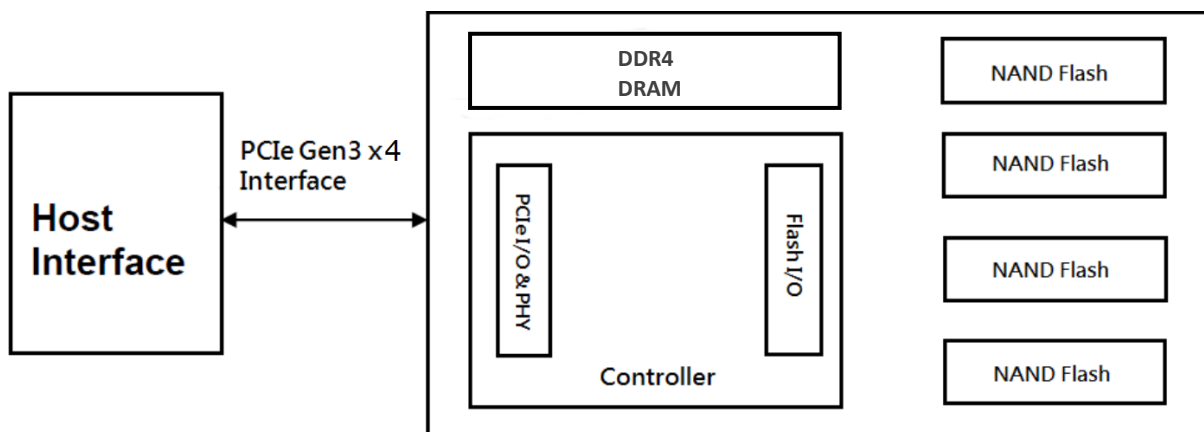 Host
Interface
PCIe Gen3 x4
Interface
DDR4
DRAM
PCIe I/O & PHY
Flash I/O
Controller
NAND Flash
NAND Flash
NAND Flash
NAND Flash